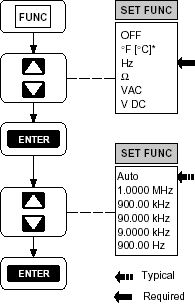 FUNC
SET FUNC
OFF
°F [°C]*
Hz
Ω
VAC
V DC
ENTER
SET FUNC
Auto
1.0000 MHz
900.00 kHz
90.000 kHz
9.0000 kHz
900.00 Hz
ENTER
Typical
Required